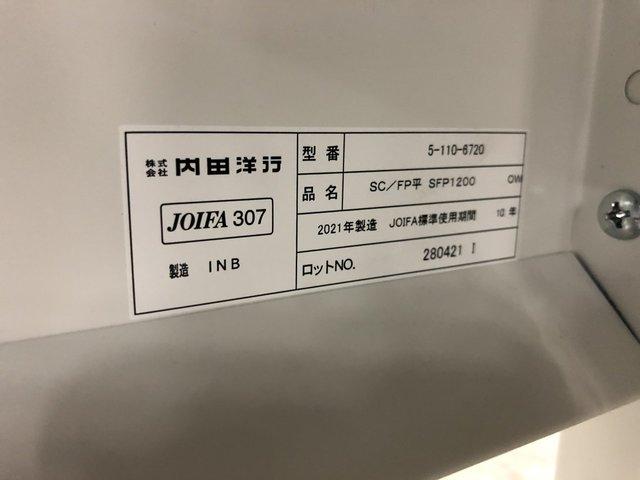 株式会社 内田洋行
JOIFA 307
製造 INB
型番 5-110-6720
品名 SC/FP平 SFP1200 OW
2021年製造 JOIFA標準使用期間 10年
ロットNO. 280421 I